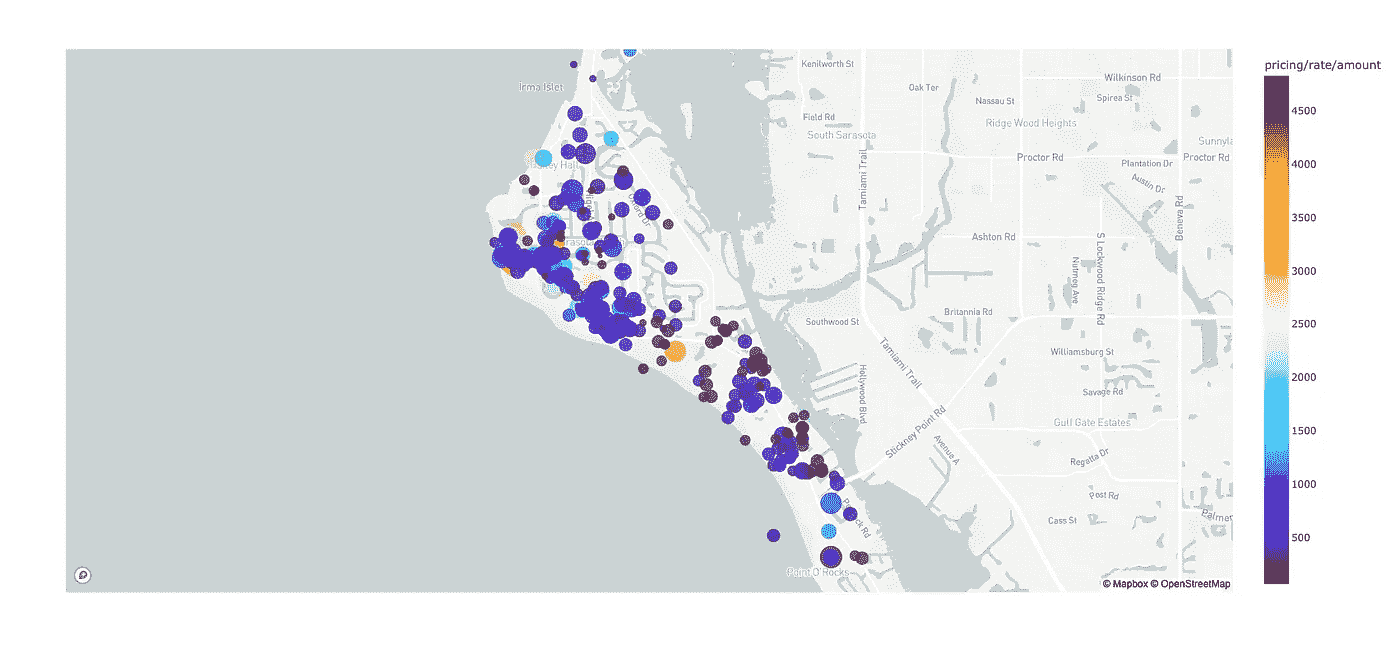 pricing/rate/amount
Kenilworth St
Wilkinson Rd
Irma Islet
Oak Ter
Spirea St
Nassau St
4500
Field Rd
Ridge Wood Heights
South Sarasota
Tamiami Trail
Proctor Rd
Proctor Rd
Plantation Dr
4000
Austin Dr
Beneva Rd
3500
Ashton Rd
S Lockwood Ridge Rd
Nutmeg Ave
3000
Britannia Rd
Southwood St
2500
Williamsburg St
Tamiami Trail
2000
Hollywood Blvd
Savage Rd
Gulf Gate Estates
Stickney Point Rd
1500
Avenue A
Regatta Dr
1000
Post Rd
Cass St
500
Point O'Rocks
© Mapbox © OpenStreetMap